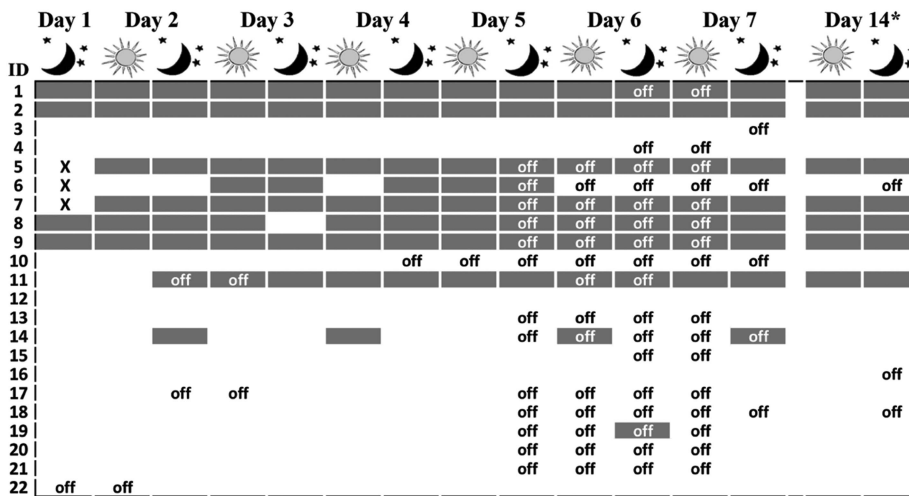 Day 1 Day 2 Day 3 Day 4 Day 5 Day 6 Day 7 Day 14*
ID
1 off off
2
3 off
4 off off
5 X off off off off
6 X off off off off off off
7 X off off off off
8 off off off off
9 off off off off
10 off off off off off off off
11 off off off off
12
13 off off off off
14 off off off off off
15 off off
16 off
17 off off off off off off
18 off off off off off off
19 off off off off
20 off off off off
21 off off off off
22 off off